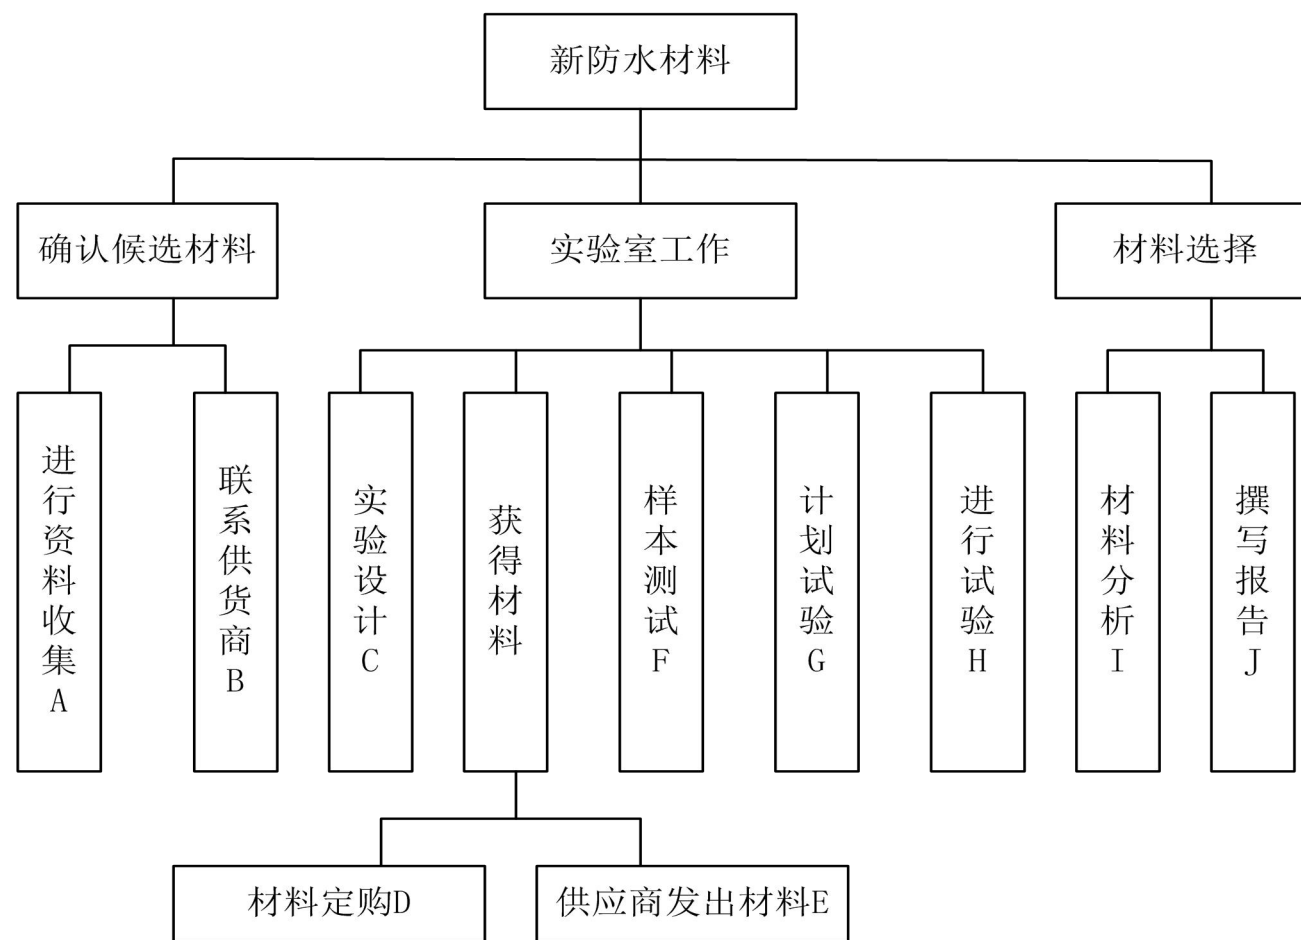 新防水材料
确认候选材料
实验室工作
材料选择
进行资料收集A
联系供货商B
实验设计C
获得材料
样本测试F
计划试验G
进行试验H
材料分析I
撰写报告J
材料定购D
供应商发出材料E